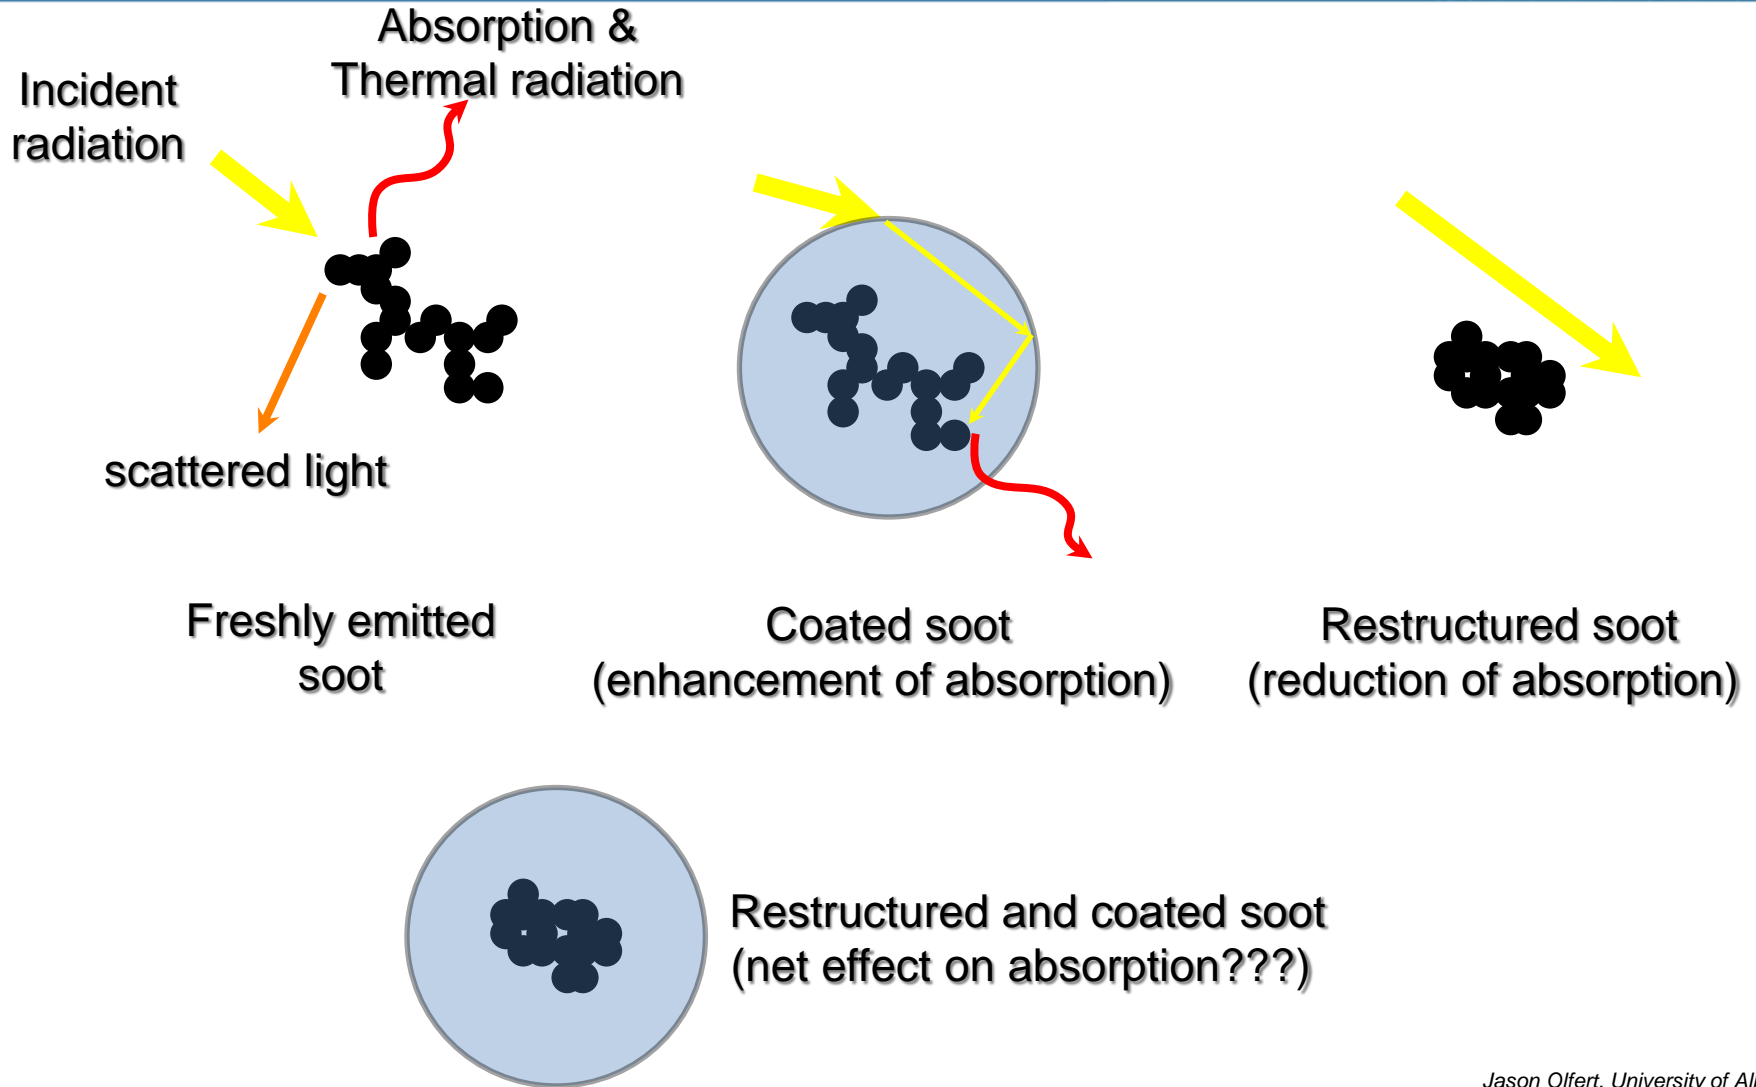 Absorption &
Thermal radiation
Incident
radiation
scattered light
Freshly emitted
soot
Coated soot
(enhancement of absorption)
Restructured soot
(reduction of absorption)
Restructured and coated soot
(net effect on absorption???)
Jason Olfert, University of